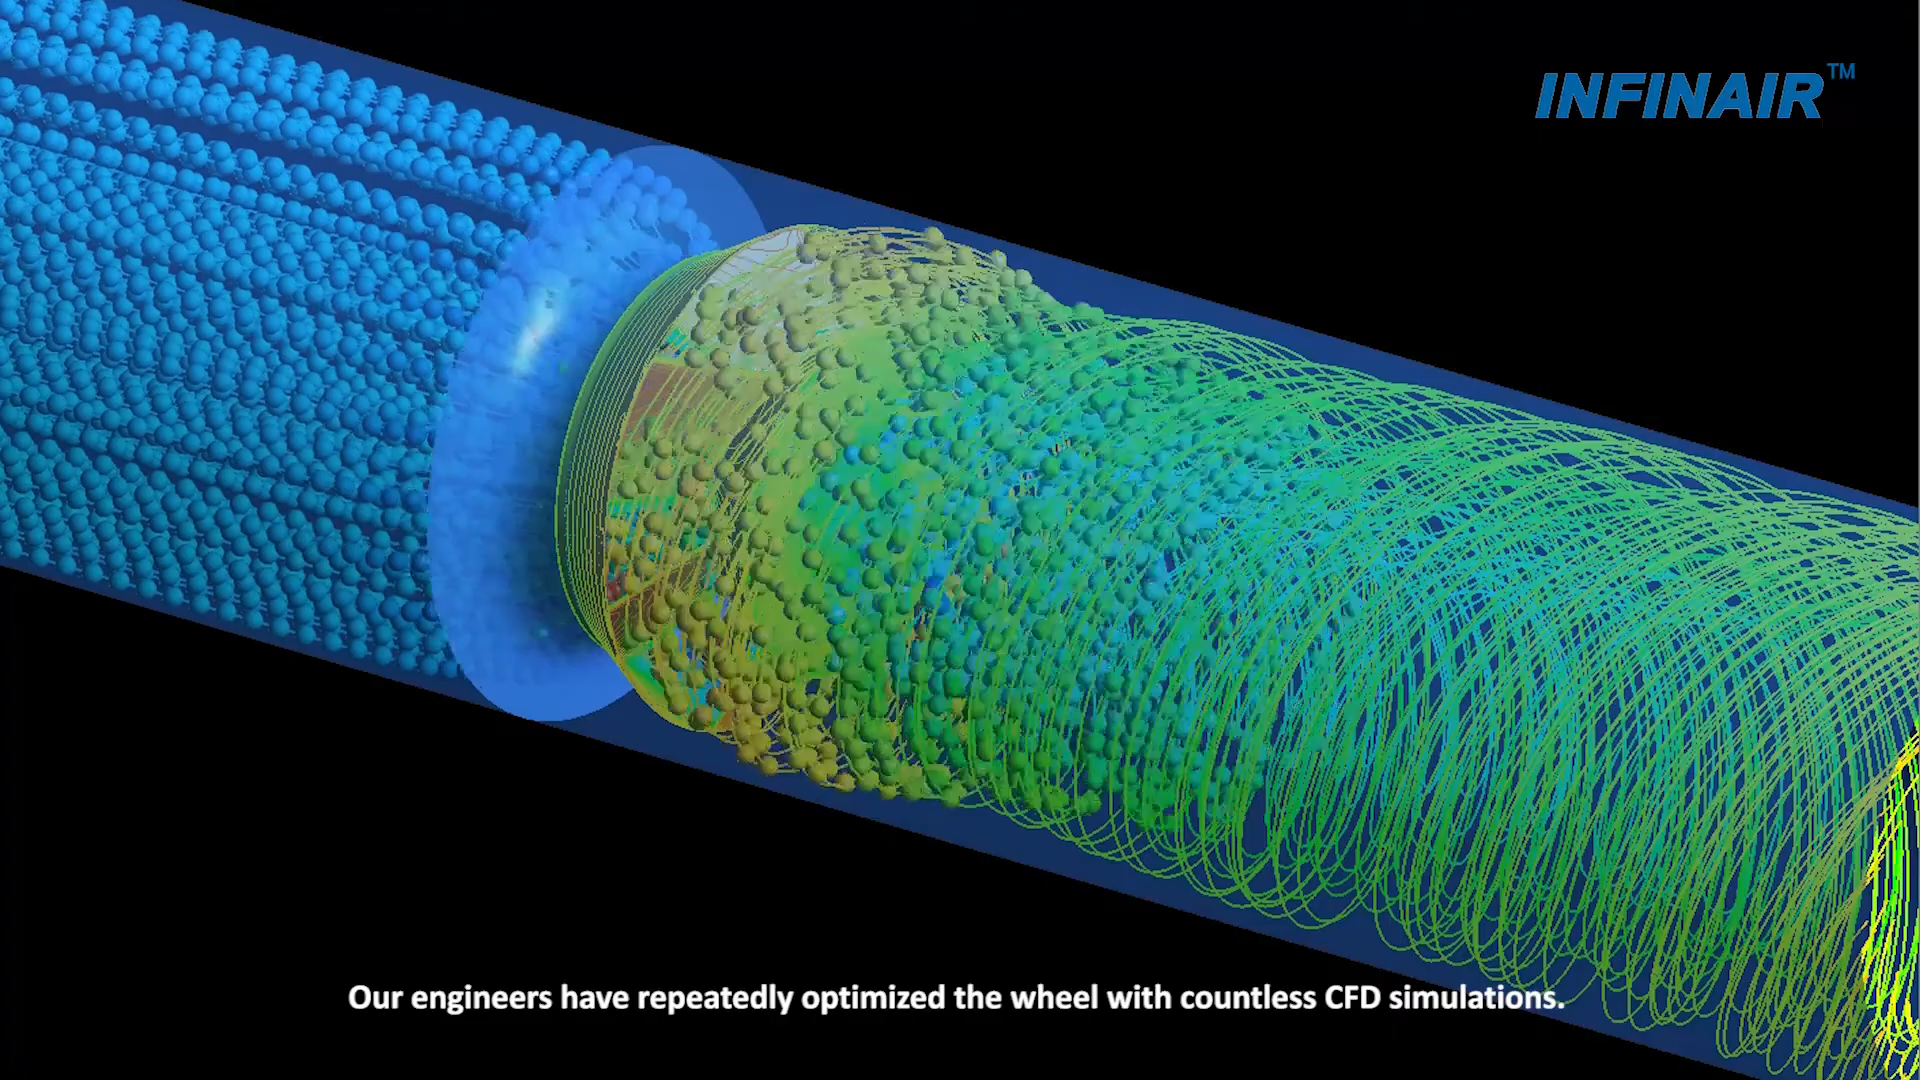 INFINAIR™
Our engineers have repeatedly optimized the wheel with countless CFD simulations.